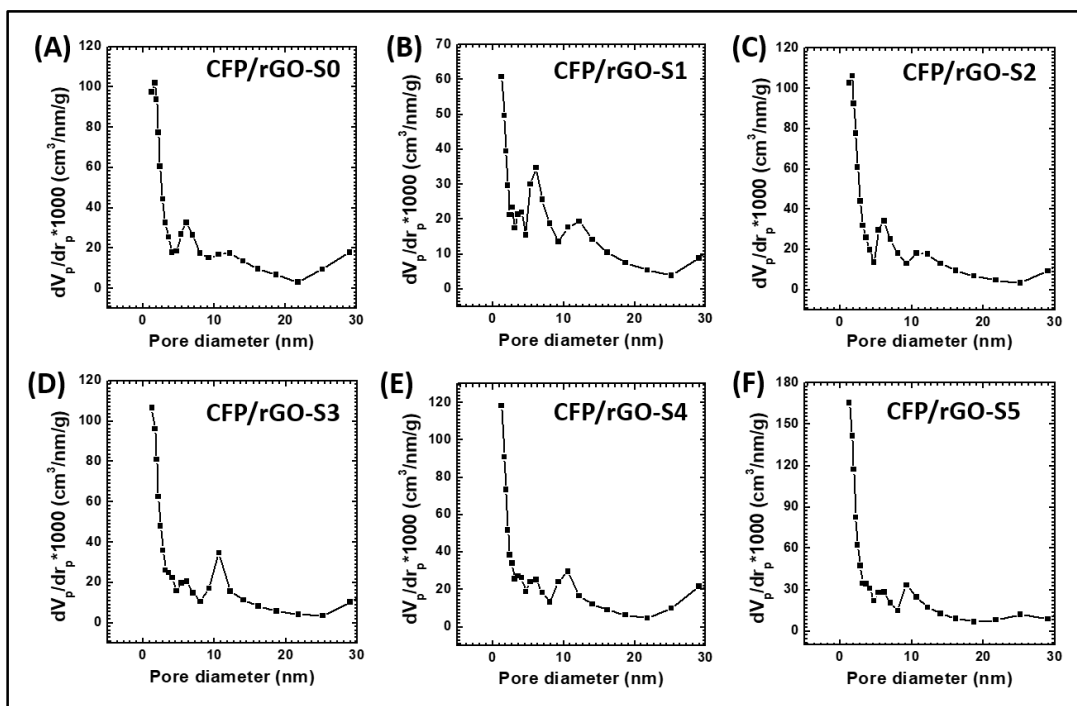 (A)
CFP/rGO-S0
120
100
80
60
40
20
0
dVp/drp*1000 (cm³/nm/g)
0 10 20 30
Pore diameter (nm)
(B)
CFP/rGO-S1
70
60
50
40
30
20
10
0
dVp/drp*1000 (cm³/nm/g)
0 10 20 30
Pore diameter (nm)
(C)
CFP/rGO-S2
120
100
80
60
40
20
0
dVp/drp*1000 (cm³/nm/g)
0 10 20 30
Pore diameter (nm)
(D)
CFP/rGO-S3
120
100
80
60
40
20
0
dVp/drp*1000 (cm³/nm/g)
0 10 20 30
Pore diameter (nm)
(E)
CFP/rGO-S4
120
100
80
60
40
20
0
dVp/drp*1000 (cm³/nm/g)
0 10 20 30
Pore diameter (nm)
(F)
CFP/rGO-S5
180
150
120
90
60
30
0
dVp/drp*1000 (cm³/nm/g)
0 10 20 30
Pore diameter (nm)